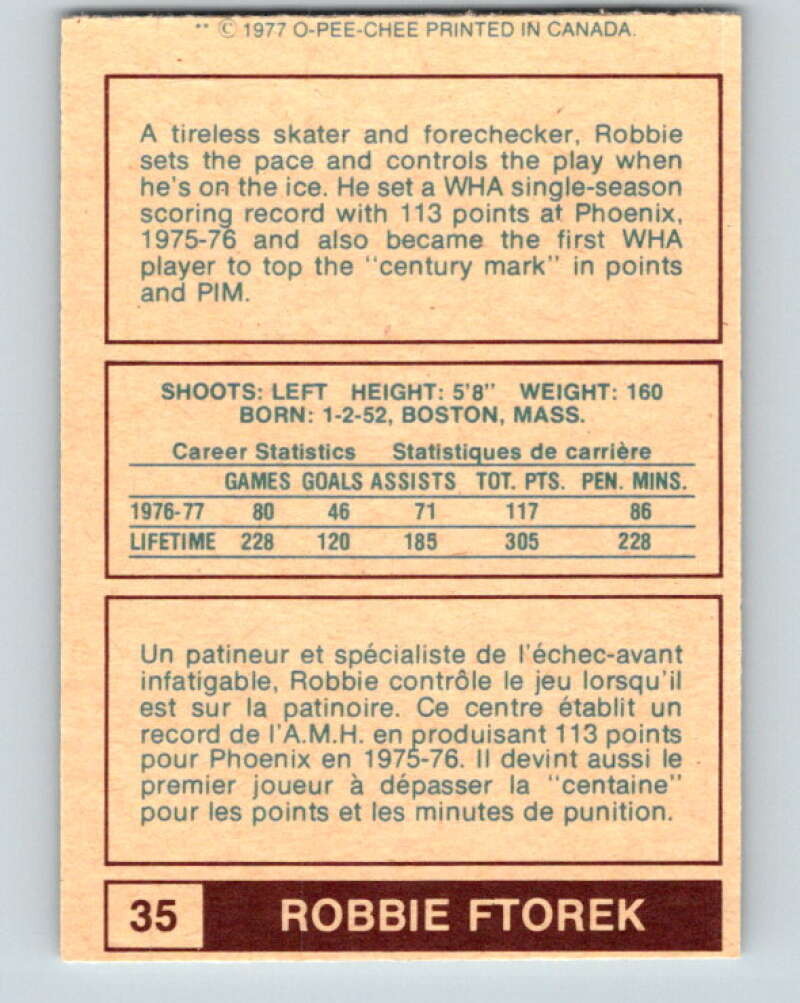 ** © 1977 O-PEE-CHEE PRINTED IN CANADA.
A tireless skater and forechecker, Robbie
sets the pace and controls the play when
he's on the ice. He set a WHA single-season
scoring record with 113 points at Phoenix,
1975-76 and also became the first WHA
player to top the "century mark" in points
and PIM.
SHOOTS: LEFT HEIGHT: 5'8" WEIGHT: 160
BORN: 1-2-52, BOSTON, MASS.
Career Statistics Statistiques de carrière
GAMES GOALS ASSISTS TOT. PTS. PEN. MINS.
1976-77 80 46 71 117 86
LIFETIME 228 120 185 305 228
Un patineur et spécialiste de l'échec-avant
infatigable, Robbie contrôle le jeu lorsqu'il
est sur la patinoire. Ce centre établit un
record de l'A.M.H. en produisant 113 points
pour Phoenix en 1975-76. Il devint aussi le
premier joueur à dépasser la "centaine"
pour les points et les minutes de punition.
35 ROBBIE FTOREK